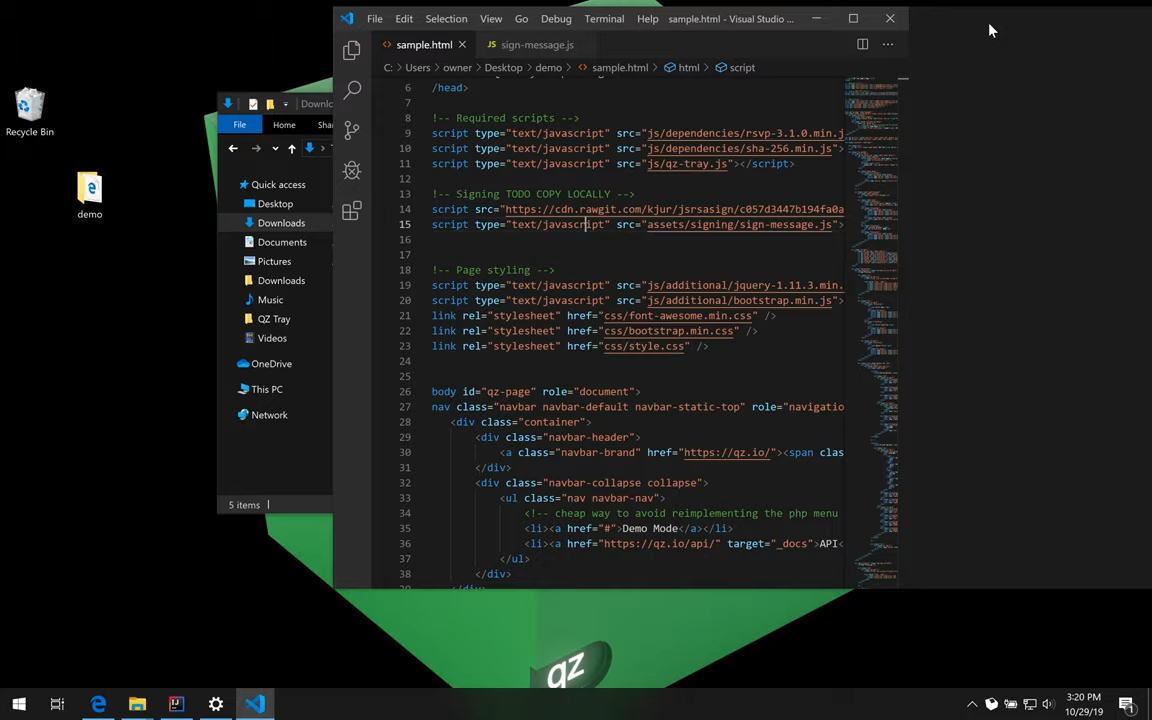 File Edit Selection View Go Debug Terminal Help sample.html - Visual Studio ...
sample.html
JS sign-message.js
C: > Users > owner > Desktop > demo > sample.html > html > script
6 /head>
7
8 !-- Required scripts -->
9 script type="text/javascript" src="js/dependencies/rsvp-3.1.0.min.j
10 script type="text/javascript" src="js/dependencies/sha-256.min.js">
11 script type="text/javascript" src="js/qz-tray.js"></script>
12
13 !-- Signing TODO COPY LOCALLY -->
14 script src="https://cdn.rawgit.com/kjur/jsrsasign/c057d3447b194fa0a
15 script type="text/javascript" src="assets/signing/sign-message.js">
16
17
18 !-- Page styling -->
19 script type="text/javascript" src="js/additional/jquery-1.11.3.min.
20 script type="text/javascript" src="js/additional/bootstrap.min.js">
21 link rel="stylesheet" href="css/font-awesome.min.css" />
22 link rel="stylesheet" href="css/bootstrap.min.css" />
23 link rel="stylesheet" href="css/style.css" />
24
25
26 body id="qz-page" role="document">
27 nav class="navbar navbar-default navbar-static-top" role="navigatio
28 <div class="container">
29 <div class="navbar-header">
30 <a class="navbar-brand" href="https://qz.io/"><span clas
31 </div>
32 <div class="navbar-collapse collapse">
33 <ul class="nav navbar-nav">
34 <!-- cheap way to avoid reimplementing the php menu
35 <li><a href="#">Demo Mode</a></li>
36 <li><a href="https://qz.io/api/" target="_docs">API<
37 </ul>
38 </div>
Recycle Bin
demo
Downlo
File Home Shar
Quick access
Desktop
Downloads
Documents
Pictures
Downloads
Music
QZ Tray
Videos
OneDrive
This PC
Network
5 items
qz
3:20 PM
10/29/19
1